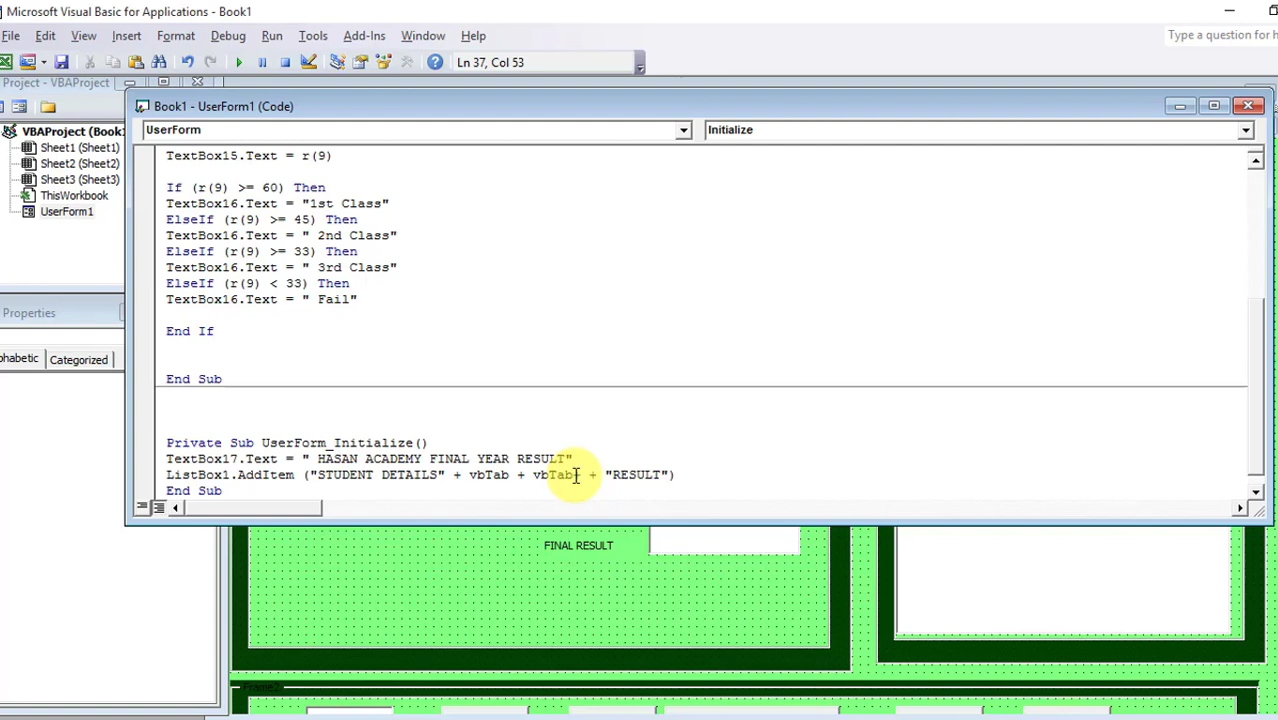 Microsoft Visual Basic for Applications - Book1
File Edit View Insert Format Debug Run Tools Add-Ins Window Help
Type a question for h
Ln 37, Col 53
Project - VBAProject
Book1 - UserForm1 (Code)
UserForm
Initialize
VBAProject (Book1
Sheet1 (Sheet1)
Sheet2 (Sheet2)
Sheet3 (Sheet3)
ThisWorkbook
UserForm1
TextBox15.Text = r(9)
If (r(9) >= 60) Then
TextBox16.Text = "1st Class"
ElseIf (r(9) >= 45) Then
TextBox16.Text = " 2nd Class"
ElseIf (r(9) >= 33) Then
TextBox16.Text = " 3rd Class"
ElseIf (r(9) < 33) Then
TextBox16.Text = " Fail"
End If
End Sub
Private Sub UserForm_Initialize()
TextBox17.Text = " HASAN ACADEMY FINAL YEAR RESULT"
ListBox1.AddItem ("STUDENT DETAILS" + vbTab + vbTab + "RESULT")
End Sub
Properties
phabetic Categorized
FINAL RESULT
Frame2